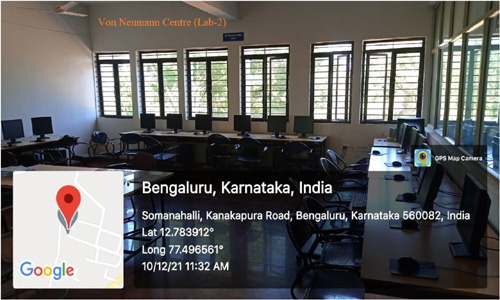 Von Neumann Centre (Lab-2)
GPS Map Camera
Bengaluru, Karnataka, India
Somanahalli, Kanakapura Road, Bengaluru, Karnataka 560082, India
Lat 12.783912°
Long 77.496561°
10/12/21 11:32 AM
Google